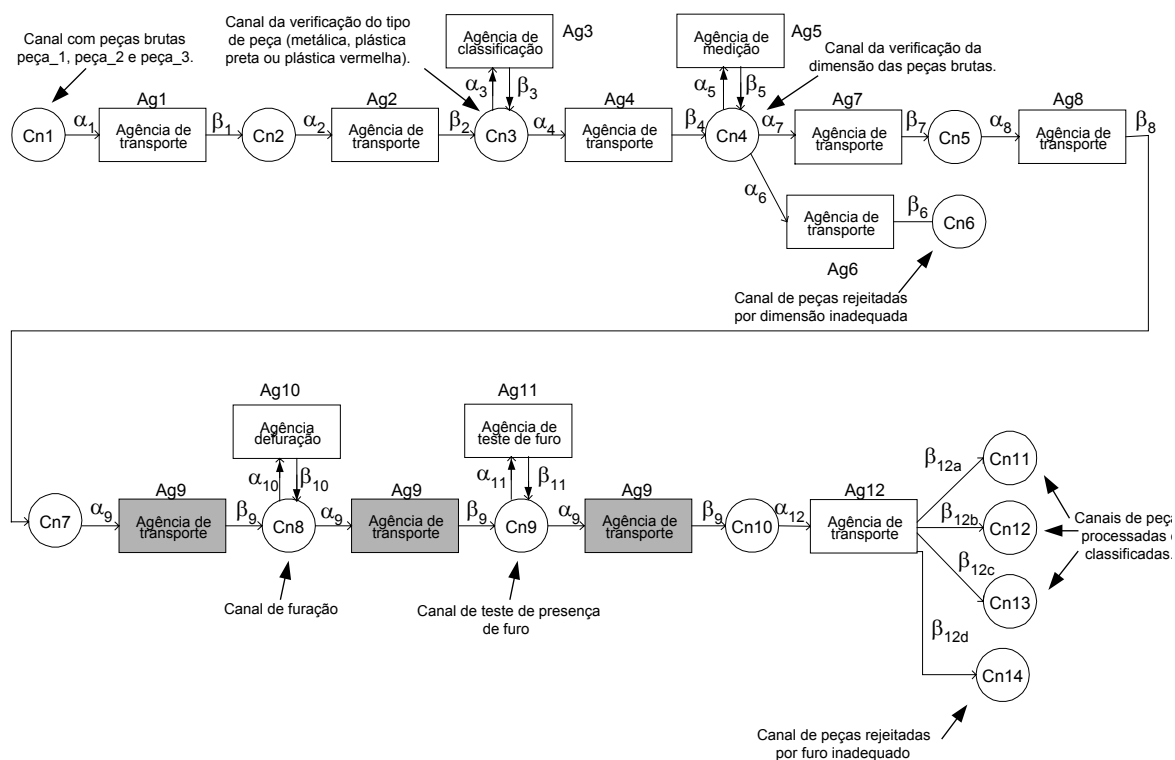 Canal com peças brutas
peça_1, peça_2 e peça_3.
Canal da verificação do tipo
de peça (metálica, plástica
preta ou plástica vermelha).
Agência
de classificação
Ag3
Agência de
medição
Ag5
Canal da verificação da
dimensão das peças brutas.
α3
β3
α5
β5
Cn1
α1
Ag1
Agência de
transporte
β1
Cn2
α2
Ag2
Agência de
transporte
β2
Cn3
α4
Ag4
Agência de
transporte
β4
Cn4
α7
Ag7
Agência de
transporte
β7
Cn5
α8
Ag8
Agência de
transporte
β8
α6
Agência de
transporte
Ag6
β6
Cn6
Canal de peças rejeitadas
por dimensão inadequada
Ag10
Agência
defuração
α10
β10
Ag11
Agência de
teste de furo
α11
β11
Cn7
α9
Ag9
Agência de
transporte
β9
Cn8
α9
Ag9
Agência de
transporte
β9
Cn9
α9
Ag9
Agência de
transporte
β9
Cn10
α12
Ag12
Agência de
transporte
β12a
Cn11
β12b
Cn12
β12c
Cn13
β12d
Cn14
Canais de peça
processadas
classificadas.
Canal de furação
Canal de teste de presença
de furo
Canal de peças rejeitadas
por furo inadequado